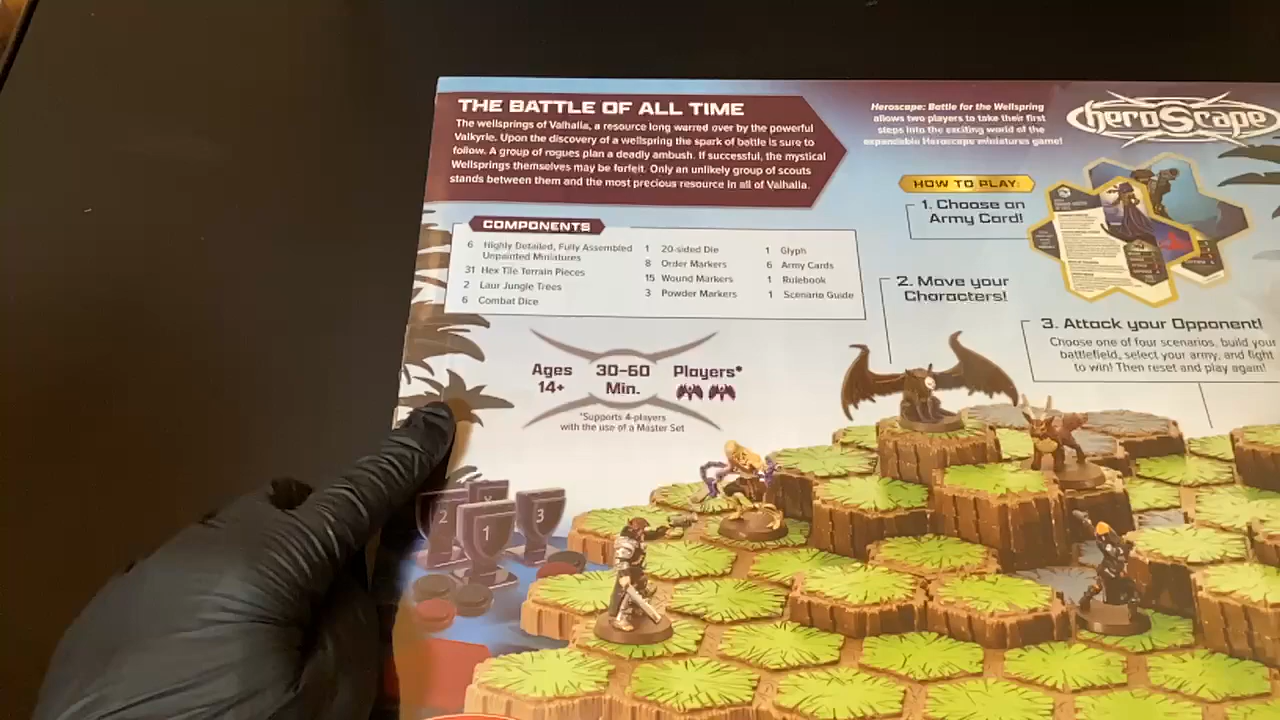 THE BATTLE OF ALL TIME
The wellsprings of Valhalla, a resource long warred over by the powerful
Valkyrie. Upon the discovery of a wellspring the spark of battle is sure to
follow. A group of rogues plan a deadly ambush. If successful, the mystical
Wellsprings themselves may be forfeit. Only an unlikely group of scouts
stands between them and the most precious resource in all of Valhalla.
Heroscape: Battle for the Wellspring
allows two players to take their first
steps into the exciting world of the
expandable Heroscape miniatures game!
heroScape
HOW TO PLAY:
1. Choose an
Army Card!
2. Move your
Characters!
3. Attack your Opponent!
Choose one of four scenarios, build your
battlefield, select your army, and fight
to win! Then reset and play again!
COMPONENTS
6 Highly Detailed, Fully Assembled
Unpainted Miniatures
31 Hex Tile Terrain Pieces
2 Laur Jungle Trees
6 Combat Dice
1 20-sided Die
8 Order Markers
15 Wound Markers
3 Powder Markers
1 Glyph
6 Army Cards
1 Rulebook
1 Scenario Guide
Ages
14+
30-60
Min.
Players*
*Supports 4-players
with the use of a Master Set
2
X
1
3